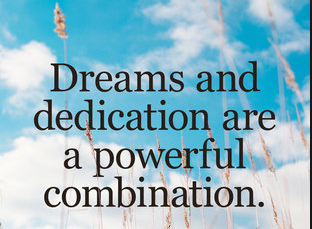 Dreams and
dedication are
a powerful
combination.